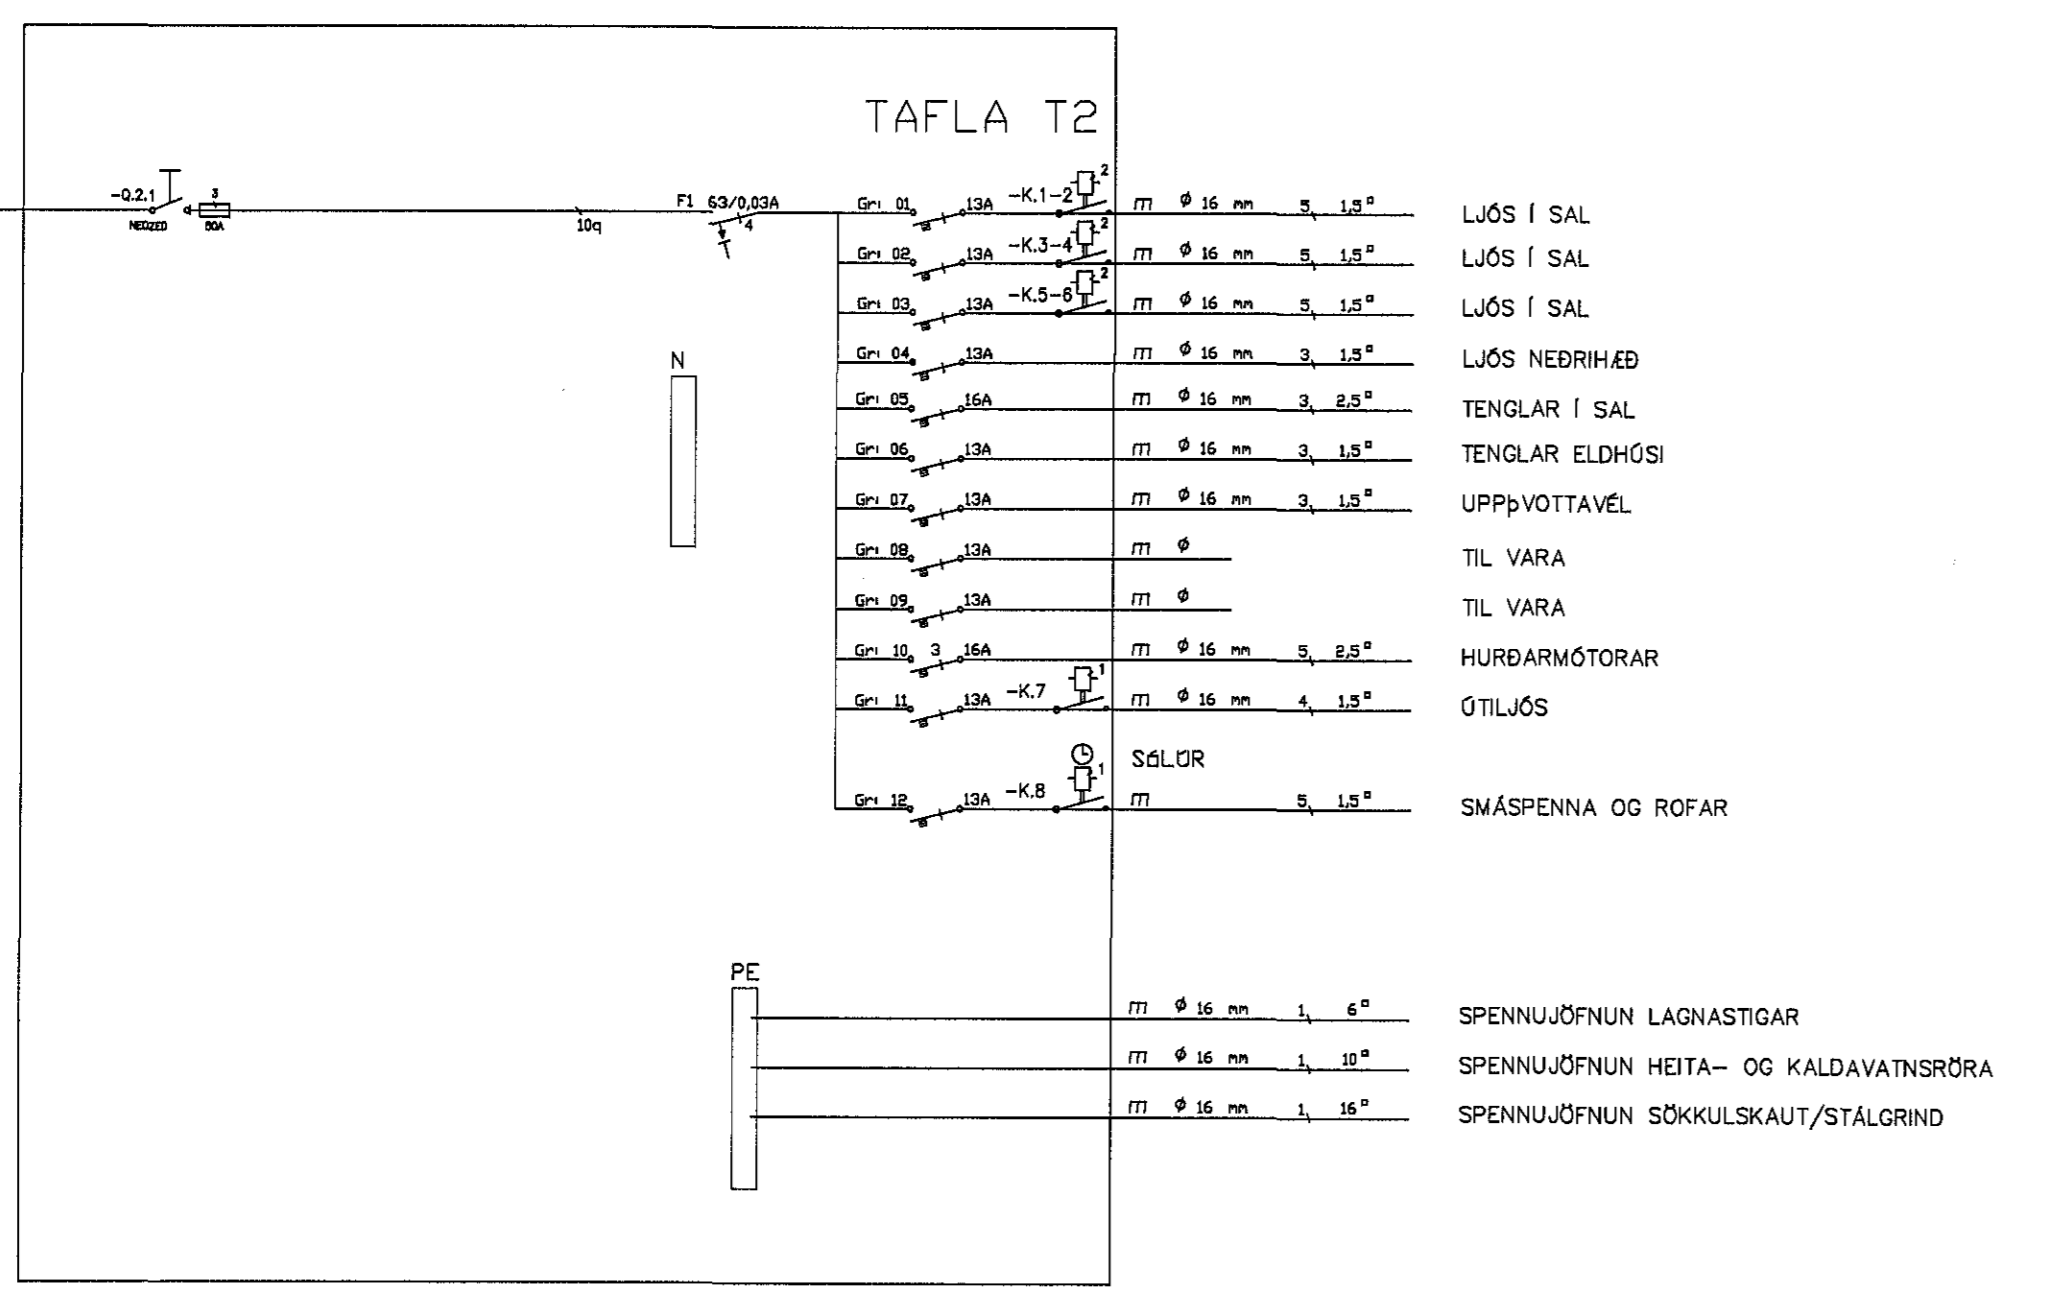 TAFLA T2
-Q.2.1 3 F1 63/0,03A
NEOZED 10q 4
Gr: 01 13A -K.1-2 2 m ø 16 mm 5 1,5▫ LJÓS Í SAL
Gr: 02 13A -K.3-4 2 m ø 16 mm 5 1,5▫ LJÓS Í SAL
Gr: 03 13A -K.5-6 2 m ø 16 mm 5 1,5▫ LJÓS Í SAL
N
Gr: 04 13A m ø 16 mm 3 1,5▫ LJÓS NEÐRIHÆÐ
Gr: 05 16A m ø 16 mm 3 2,5▫ TENGLAR Í SAL
Gr: 06 13A m ø 16 mm 3 1,5▫ TENGLAR ELDHÚSI
Gr: 07 13A m ø 16 mm 3 1,5▫ UPPÞVOTTAVÉL
Gr: 08 13A m ø TIL VARA
Gr: 09 13A m ø TIL VARA
Gr: 10 3 16A m ø 16 mm 5 2,5▫ HURÐARMÓTORAR
Gr: 11 13A -K.7 1 m ø 16 mm 4 1,5▫ ÚTILJÓS
SÓLÚR
Gr: 12 13A -K.8 1 m 5 1,5▫ SMÁSPENNA OG ROFAR
PE
m ø 16 mm 1 6▫ SPENNUJÖFNUN LAGNASTIGAR
m ø 16 mm 1 10▫ SPENNUJÖFNUN HEITA- OG KALDAVATNSRÖRA
m ø 16 mm 1 16▫ SPENNUJÖFNUN SÖKKULSKAUT/STÁLGRIND